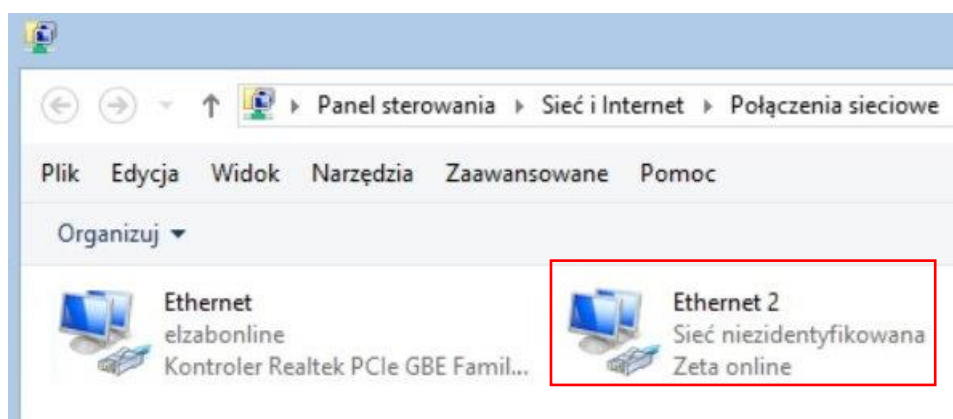 Panel sterowania Sieć i Internet Połączenia sieciowe
Plik Edycja Widok Narzędzia Zaawansowane Pomoc
Organizuj
Ethernet
elzabonline
Kontroler Realtek PCIe GBE Famil...
Ethernet 2
Sieć niezidentyfikowana
Zeta online